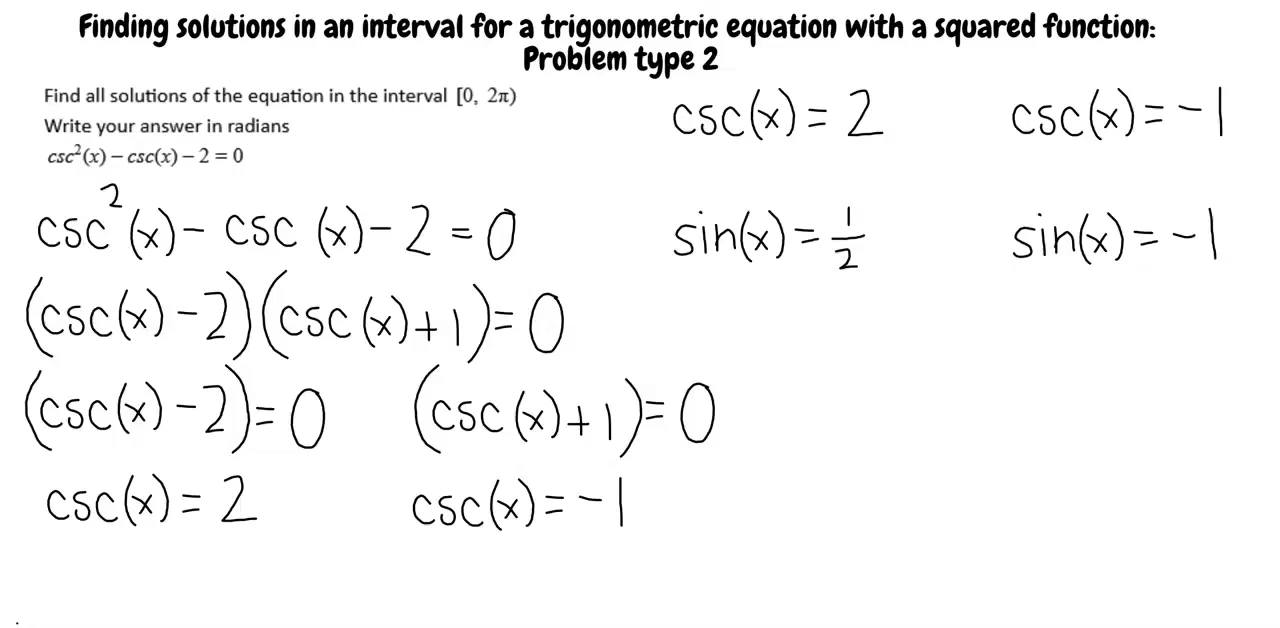 Finding solutions in an interval for a trigonometric equation with a squared function:
Problem type 2
Find all solutions of the equation in the interval [0, 2π)
Write your answer in radians
csc²(x) – csc(x) – 2 = 0
csc²(x) – csc (x) – 2 = 0
(csc(x) – 2)(csc(x) + 1) = 0
(csc(x) – 2) = 0
(csc(x) + 1) = 0
csc(x) = 2
csc(x) = –1
csc(x) = 2
csc(x) = –1
sin(x) = 1/2
sin(x) = –1